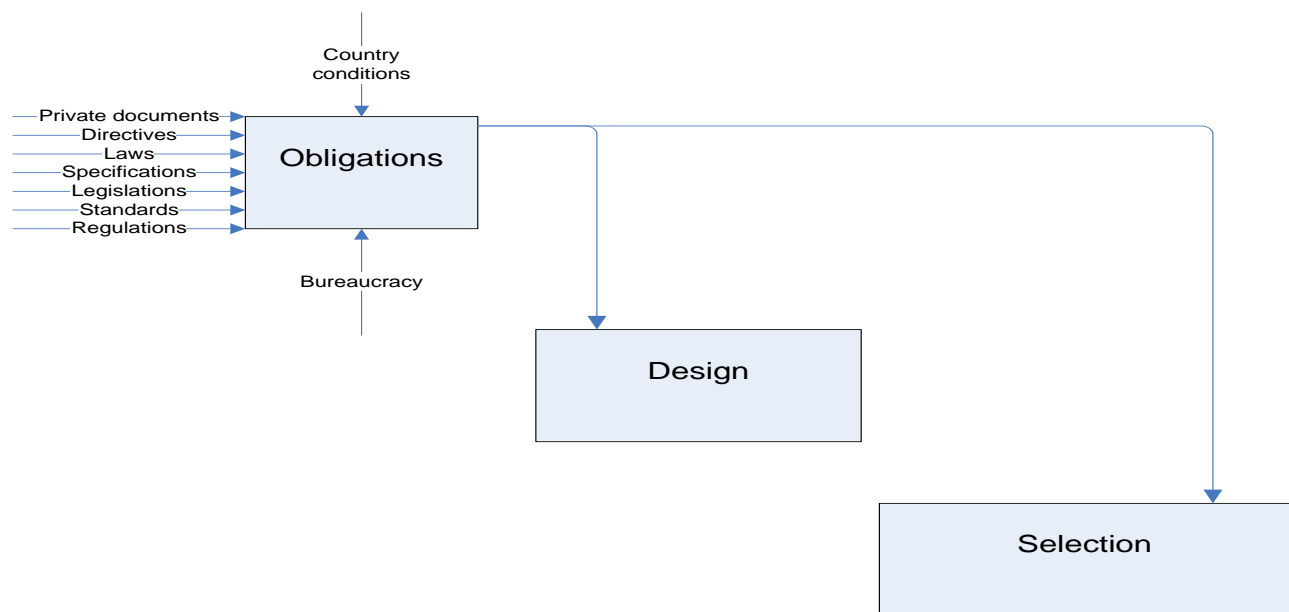 Country
conditions
Private documents
Directives
Laws
Specifications
Legislations
Standards
Regulations
Obligations
Bureaucracy
Design
Selection